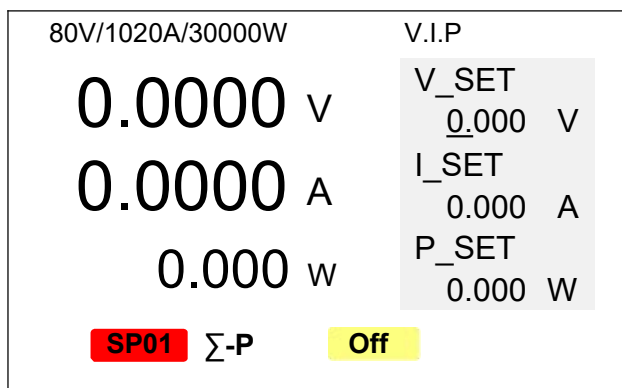 80V/1020A/30000W V.I.P
0.0000 V
0.0000 A
0.000 W
V_SET
0.000 V
I_SET
0.000 A
P_SET
0.000 W
SP01 ∑-P Off